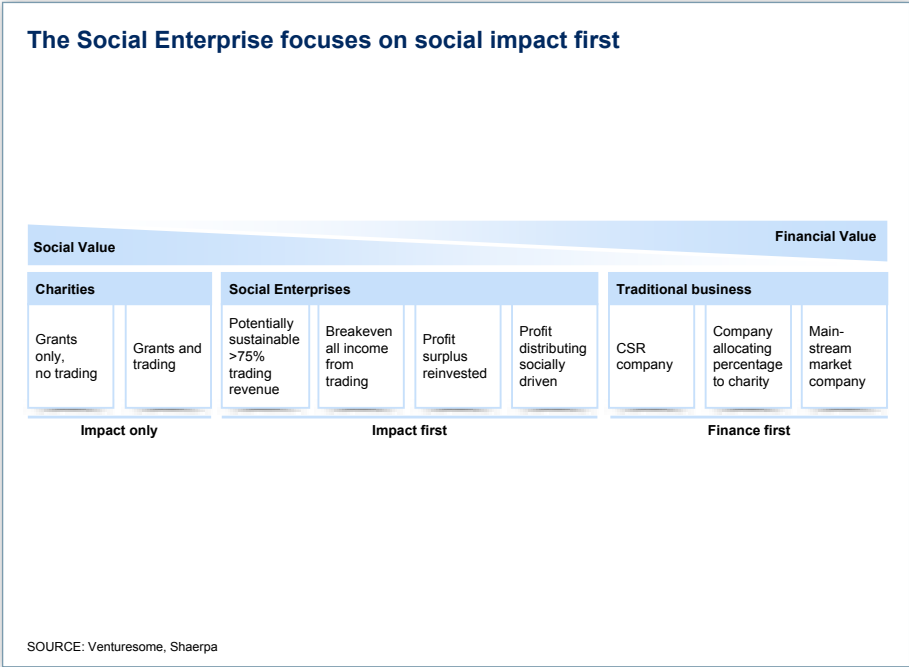 The Social Enterprise focuses on social impact first
Social Value
Financial Value
Charities
Social Enterprises
Traditional business
Grants
only,
no trading
Grants and
trading
Potentially
sustainable
>75%
trading
revenue
Breakeven
all income
from
trading
Profit
surplus
reinvested
Profit
distributing
socially
driven
CSR
company
Company
allocating
percentage
to charity
Main-
stream
market
company
Impact only
Impact first
Finance first
SOURCE: Venturesome, Shaerpa